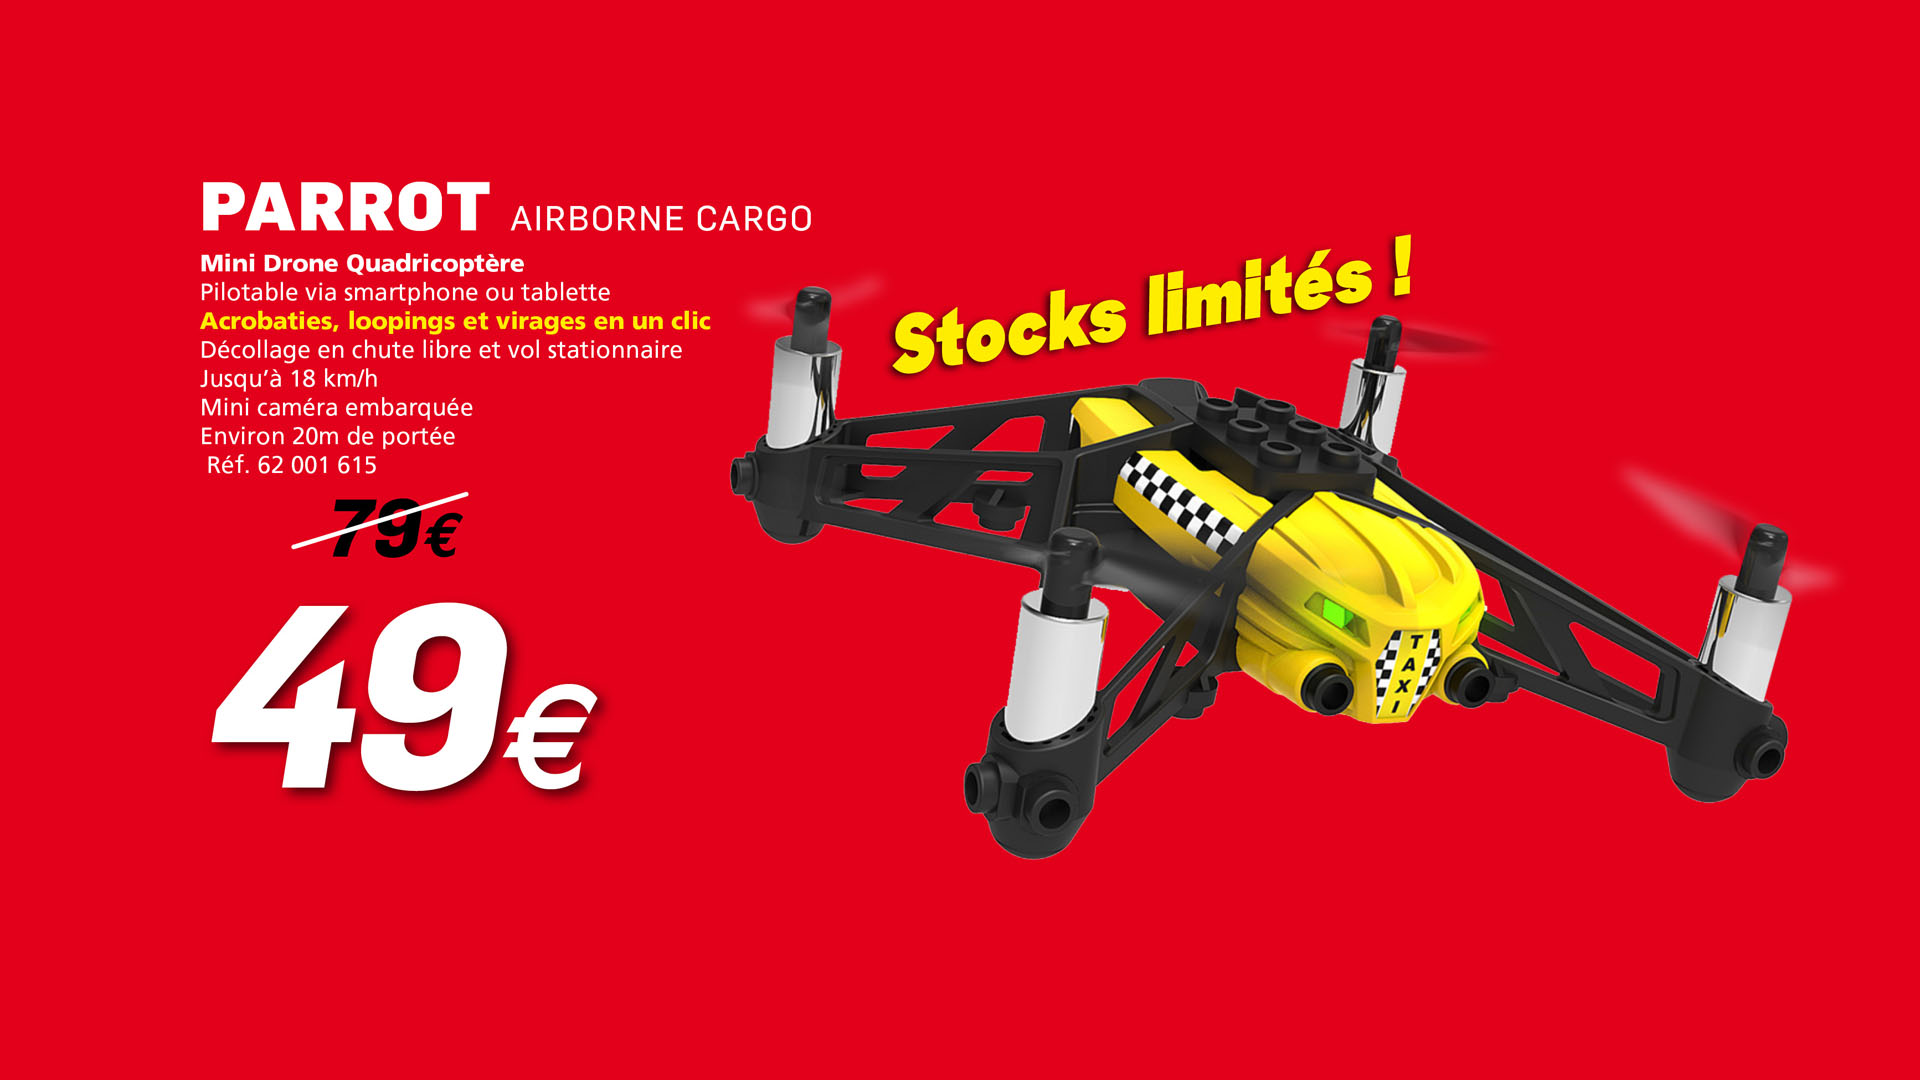 PARROT AIRBORNE CARGO
Mini Drone Quadricoptère
Pilotable via smartphone ou tablette
Acrobaties, loopings et virages en un clic
Décollage en chute libre et vol stationnaire
Jusqu'à 18 km/h
Mini caméra embarquée
Environ 20m de portée
Réf. 62 001 615
79€
49€
Stocks limités !
TAXI